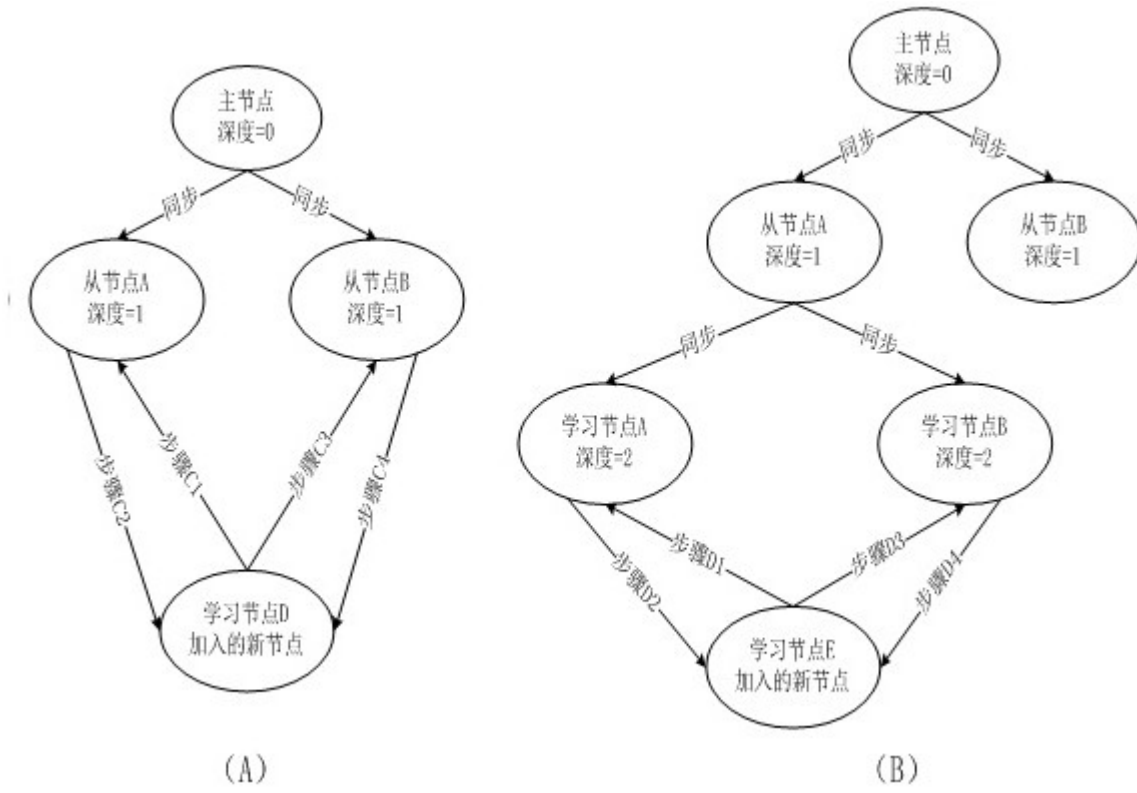 主节点
深度=0
同步
同步
从节点A
深度=1
从节点B
深度=1
步骤C2
步骤C1
步骤C3
步骤C4
学习节点D
加入的新节点
(A)
主节点
深度=0
同步
同步
从节点A
深度=1
从节点B
深度=1
同步
同步
学习节点A
深度=2
学习节点B
深度=2
步骤D2
步骤D1
步骤D3
步骤D4
学习节点E
加入的新节点
(B)